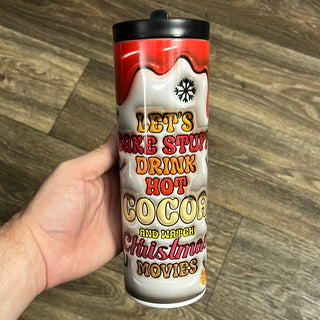 LET'S
BAKE STUFF
DRINK
HOT
COCOA
AND WATCH
Christmas
MOVIES